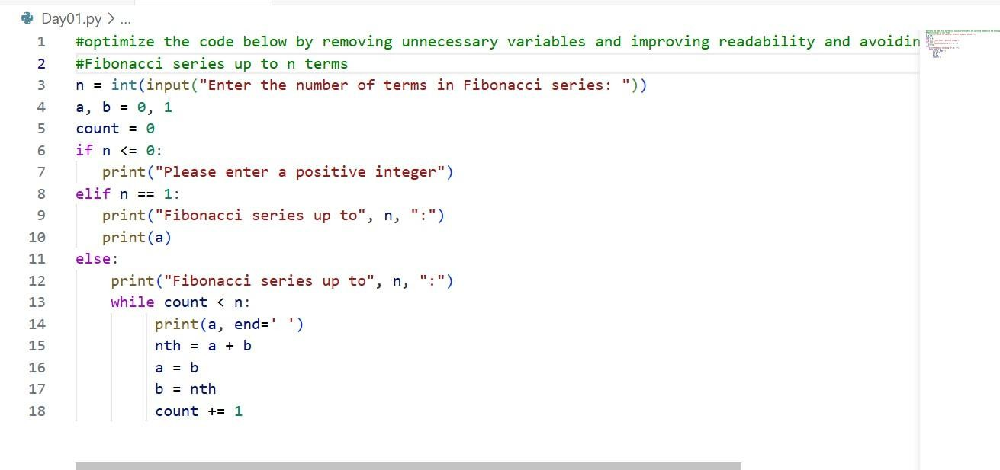 Day01.py > ...
1 #optimize the code below by removing unnecessary variables and improving readability and avoidin
2 #Fibonacci series up to n terms
3 n = int(input("Enter the number of terms in Fibonacci series: "))
4 a, b = 0, 1
5 count = 0
6 if n <= 0:
7    print("Please enter a positive integer")
8 elif n == 1:
9    print("Fibonacci series up to", n, ":")
10    print(a)
11 else:
12     print("Fibonacci series up to", n, ":")
13     while count < n:
14          print(a, end=' ')
15          nth = a + b
16          a = b
17          b = nth
18          count += 1